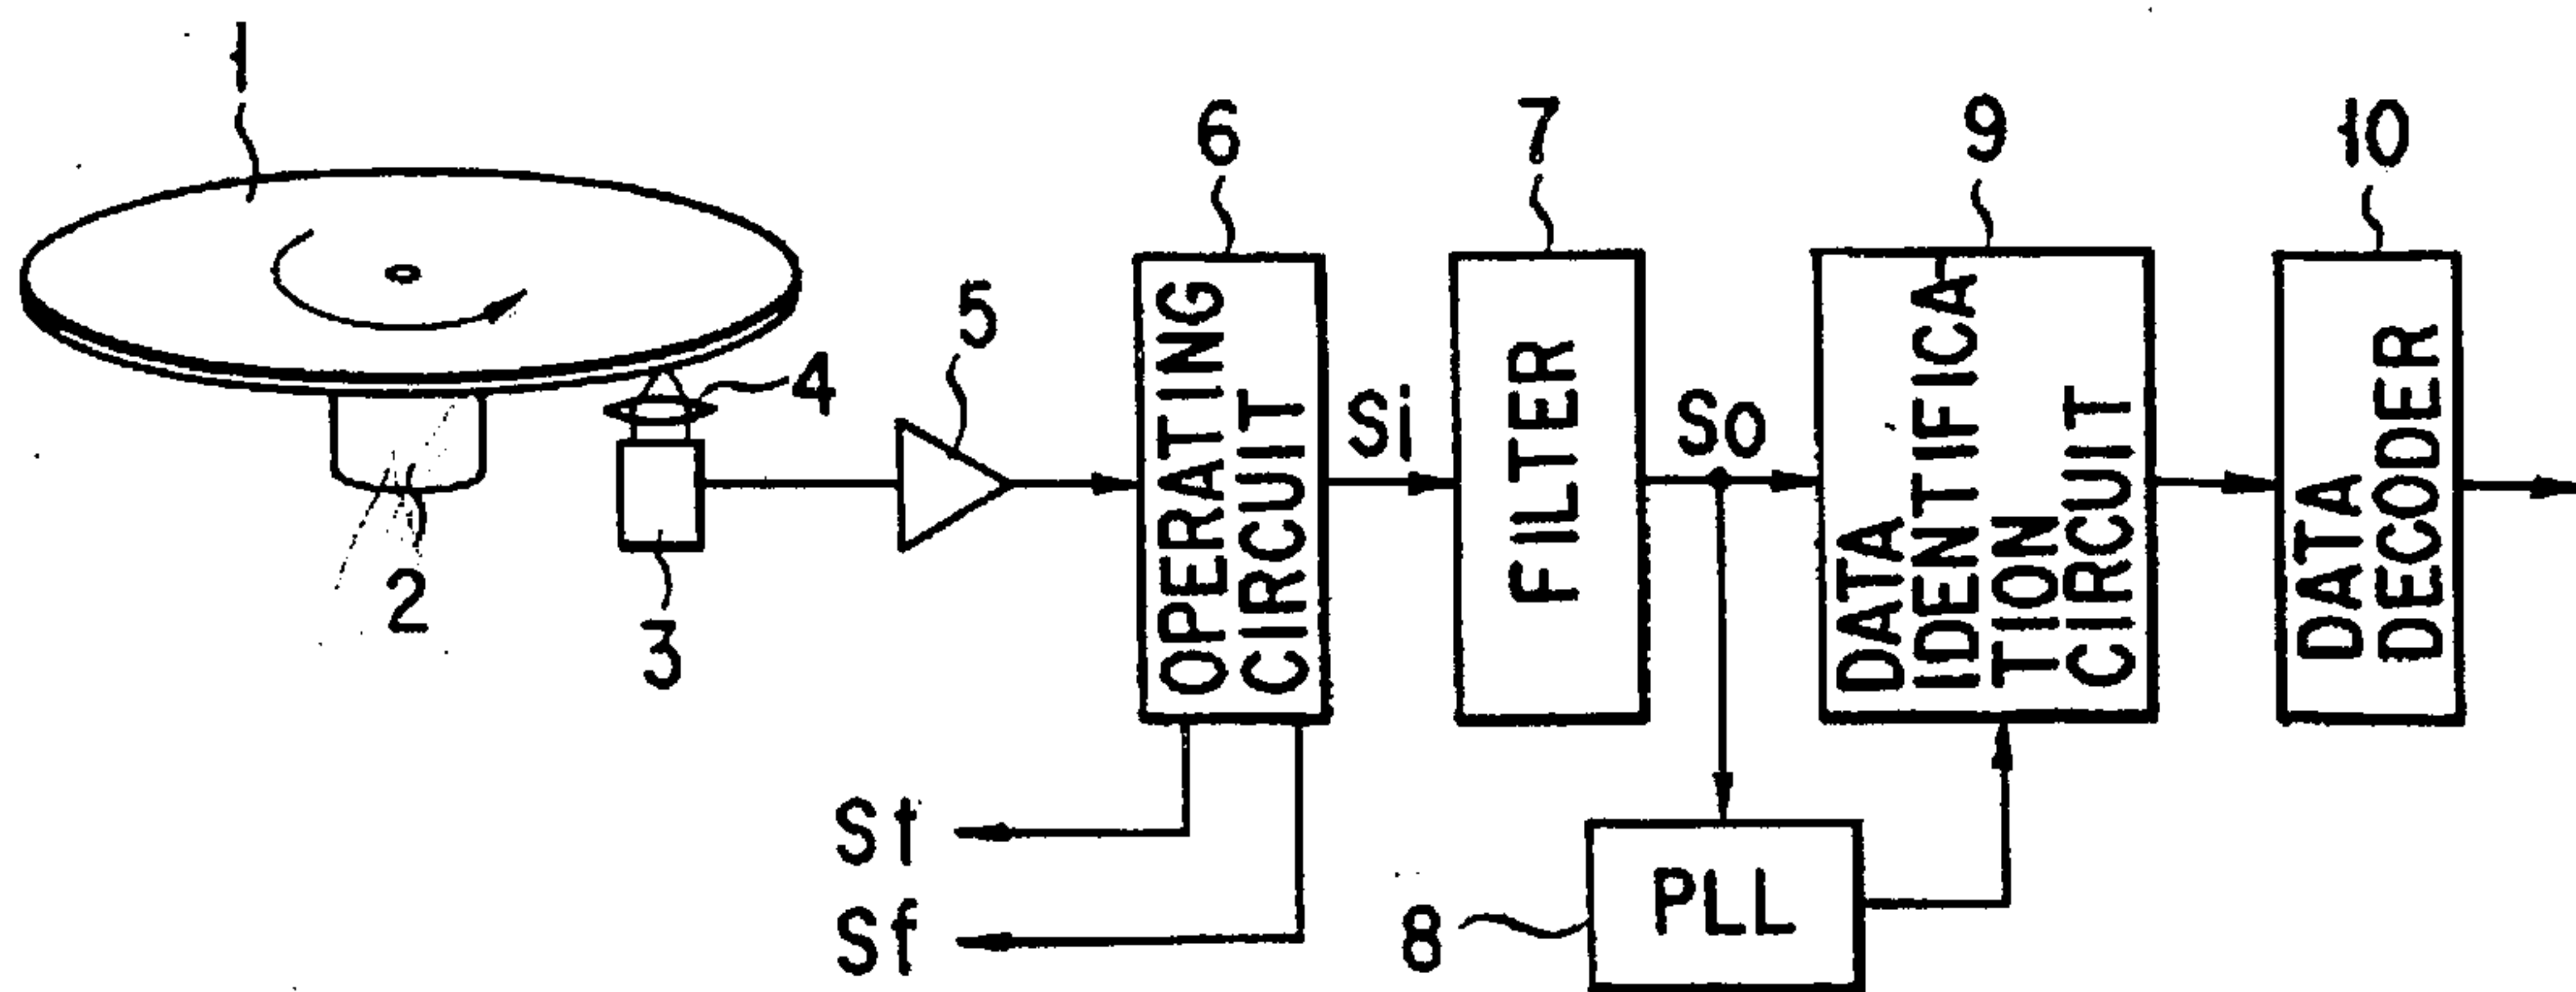 1
2
3
4
5
6
7
8
9
10
OPERATING
CIRCUIT
Si
FILTER
So
DATA
IDENTIFICA
TION
CIRCUIT
DATA
DECODER
St
Sf
PLL